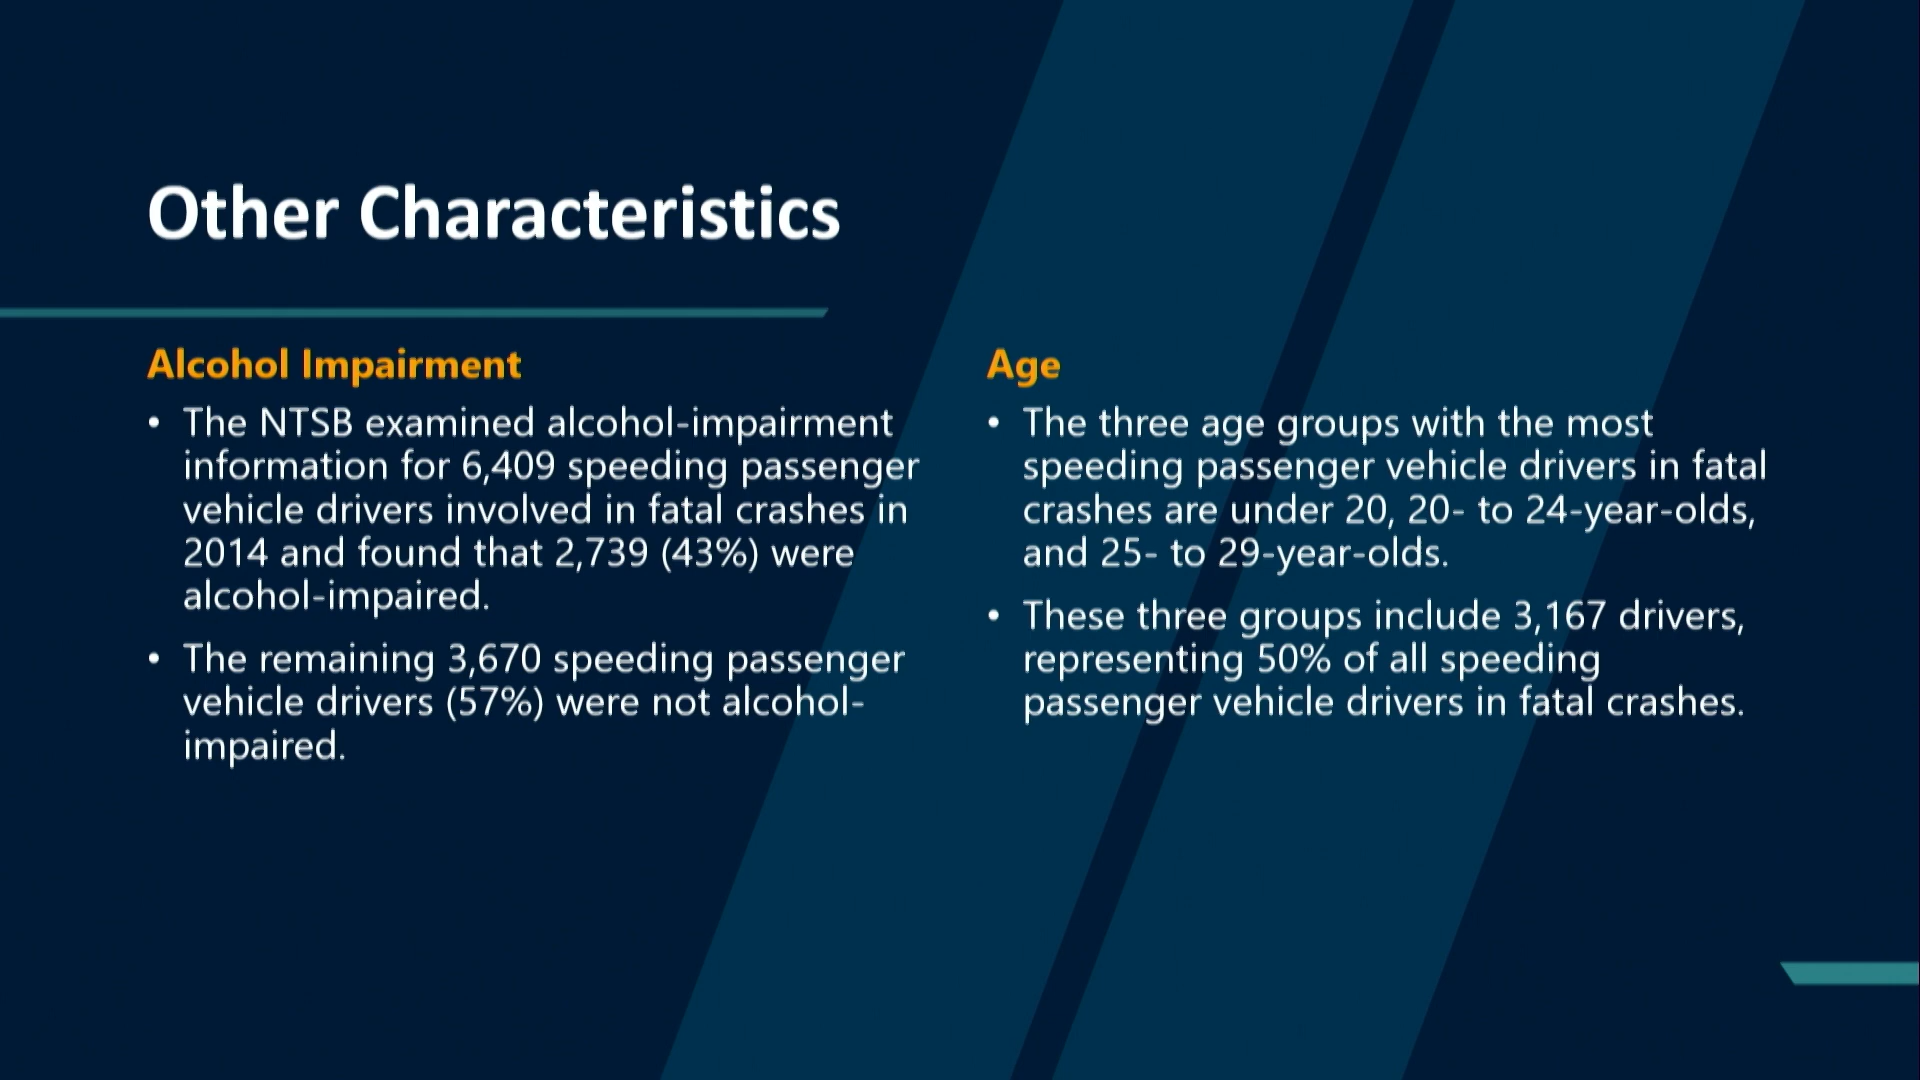 Other Characteristics
Alcohol Impairment
• The NTSB examined alcohol-impairment
information for 6,409 speeding passenger
vehicle drivers involved in fatal crashes in
2014 and found that 2,739 (43%) were
alcohol-impaired.
• The remaining 3,670 speeding passenger
vehicle drivers (57%) were not alcohol-
impaired.
Age
• The three age groups with the most
speeding passenger vehicle drivers in fatal
crashes are under 20, 20- to 24-year-olds,
and 25- to 29-year-olds.
• These three groups include 3,167 drivers,
representing 50% of all speeding
passenger vehicle drivers in fatal crashes.